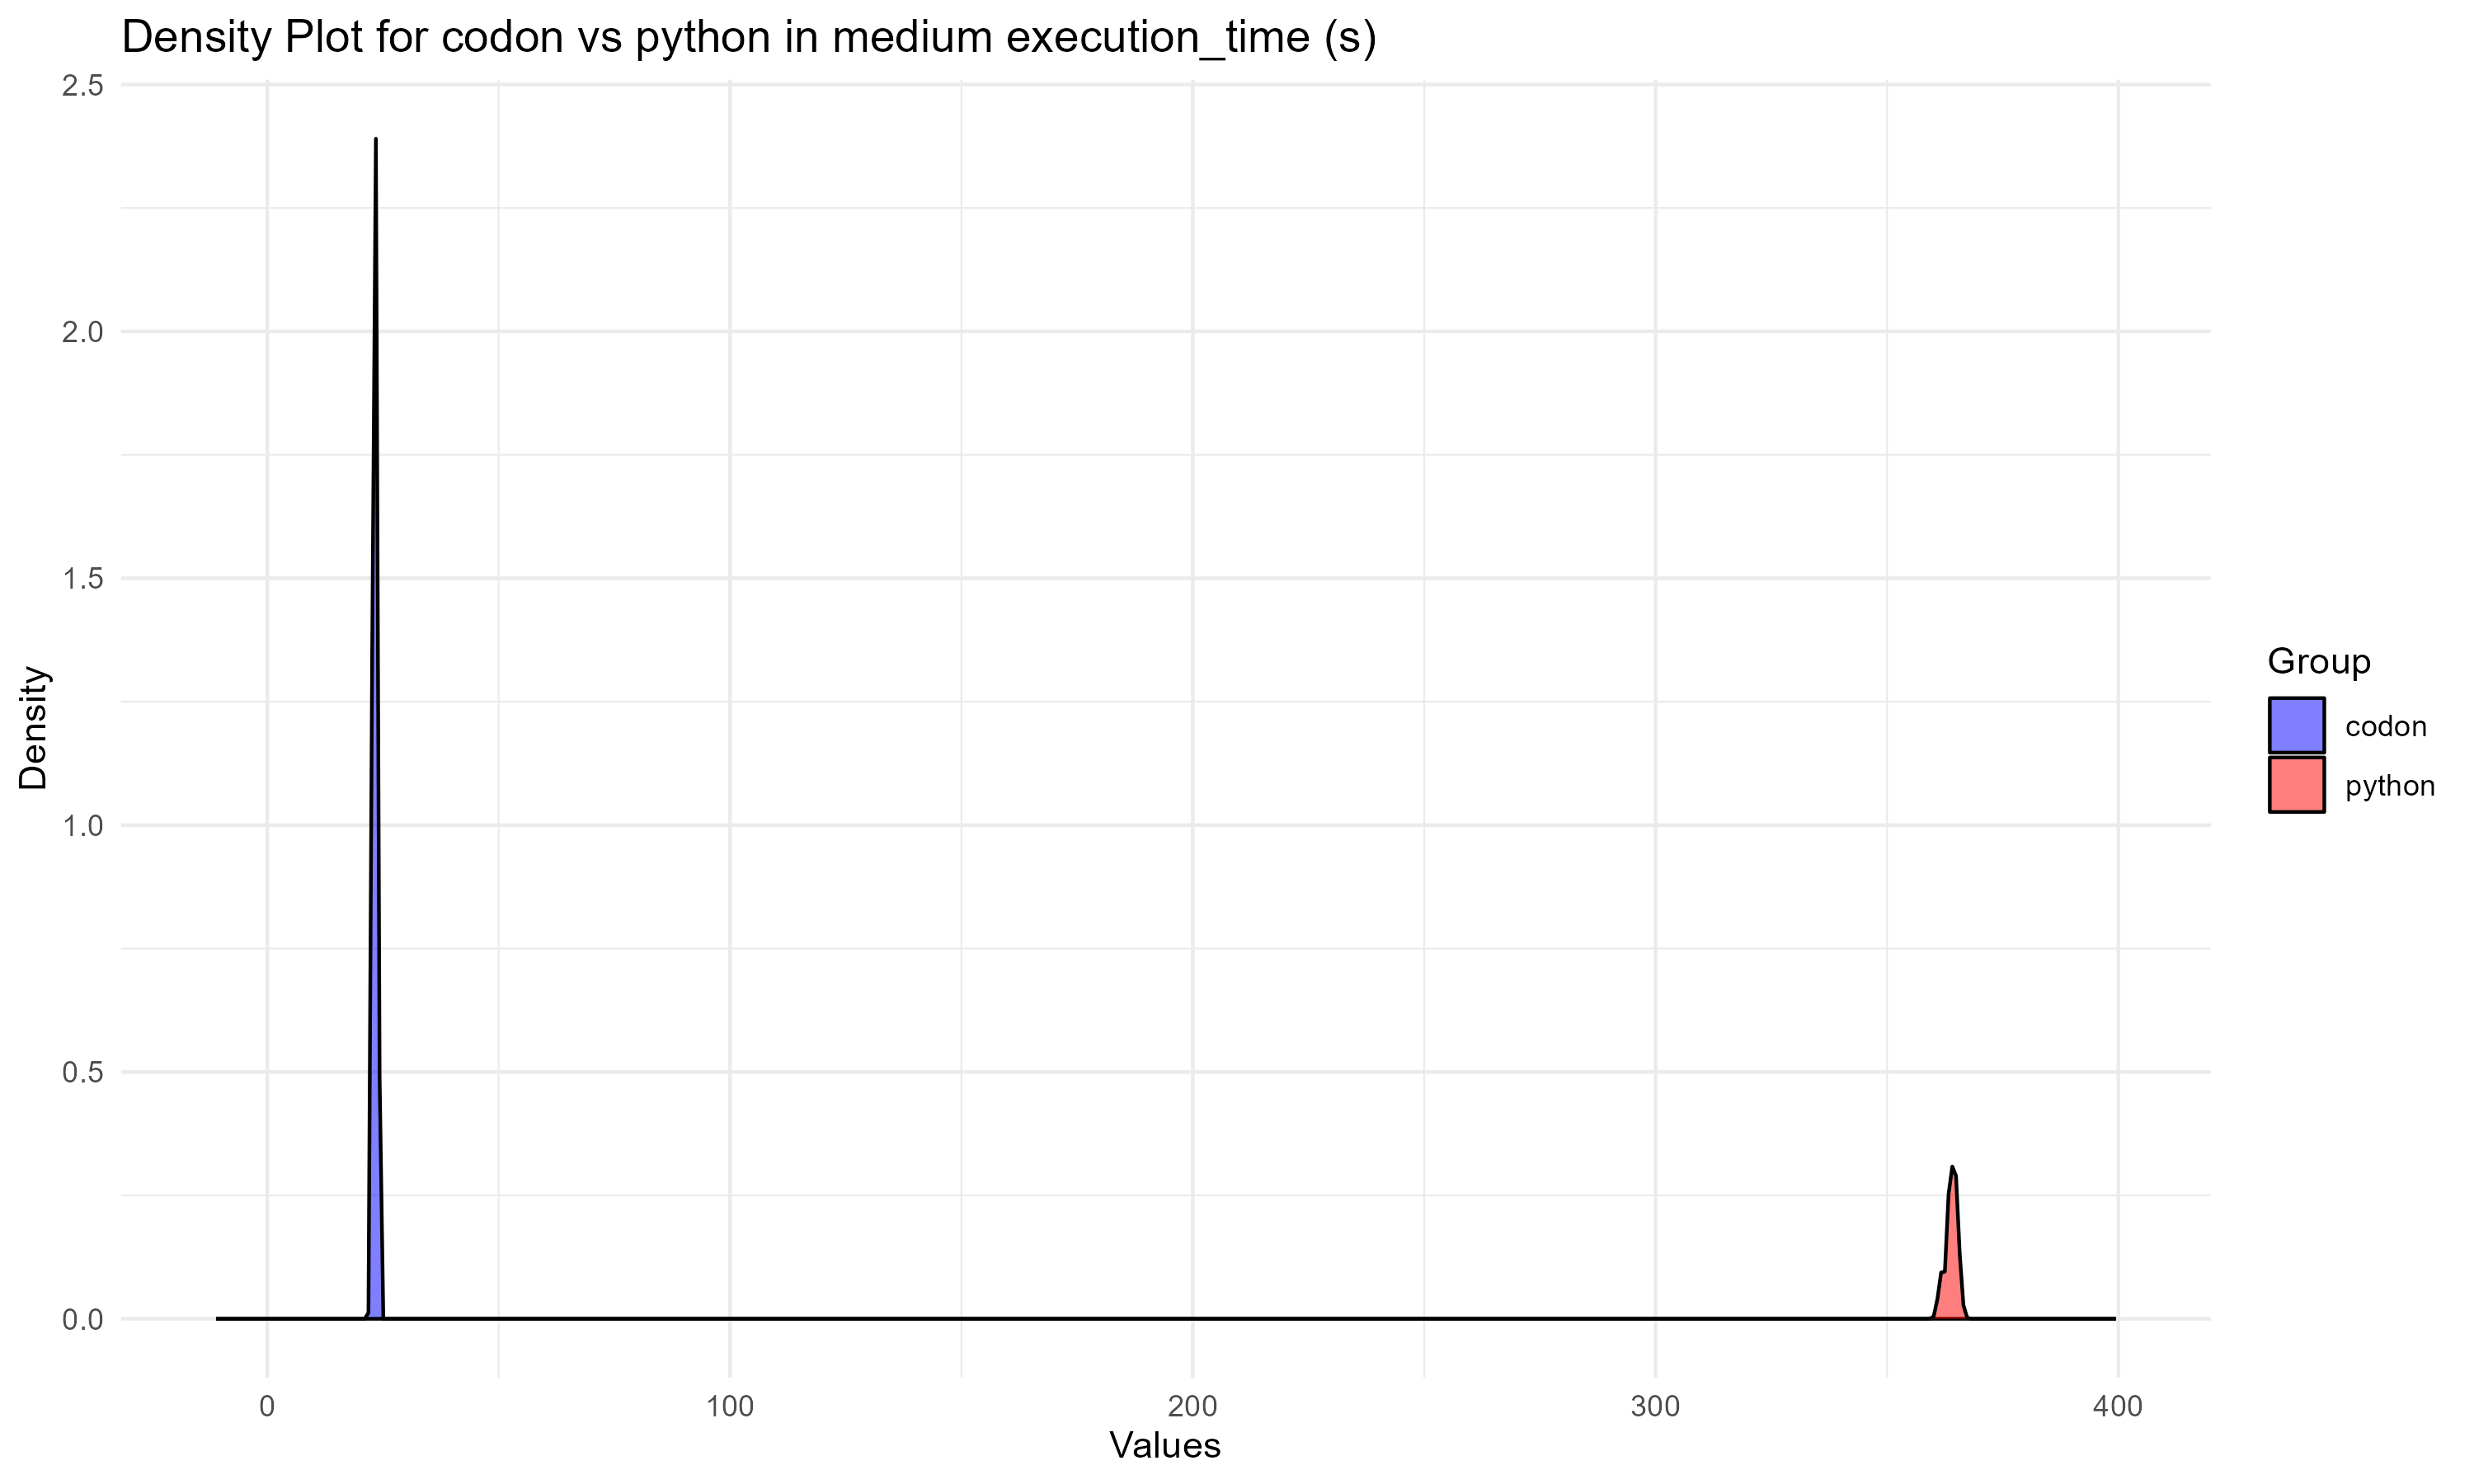 Density Plot for codon vs python in medium execution_time (s)
2.5
2.0
1.5
1.0
0.5
0.0
Density
0 100 200 300 400
Values
Group
codon
python